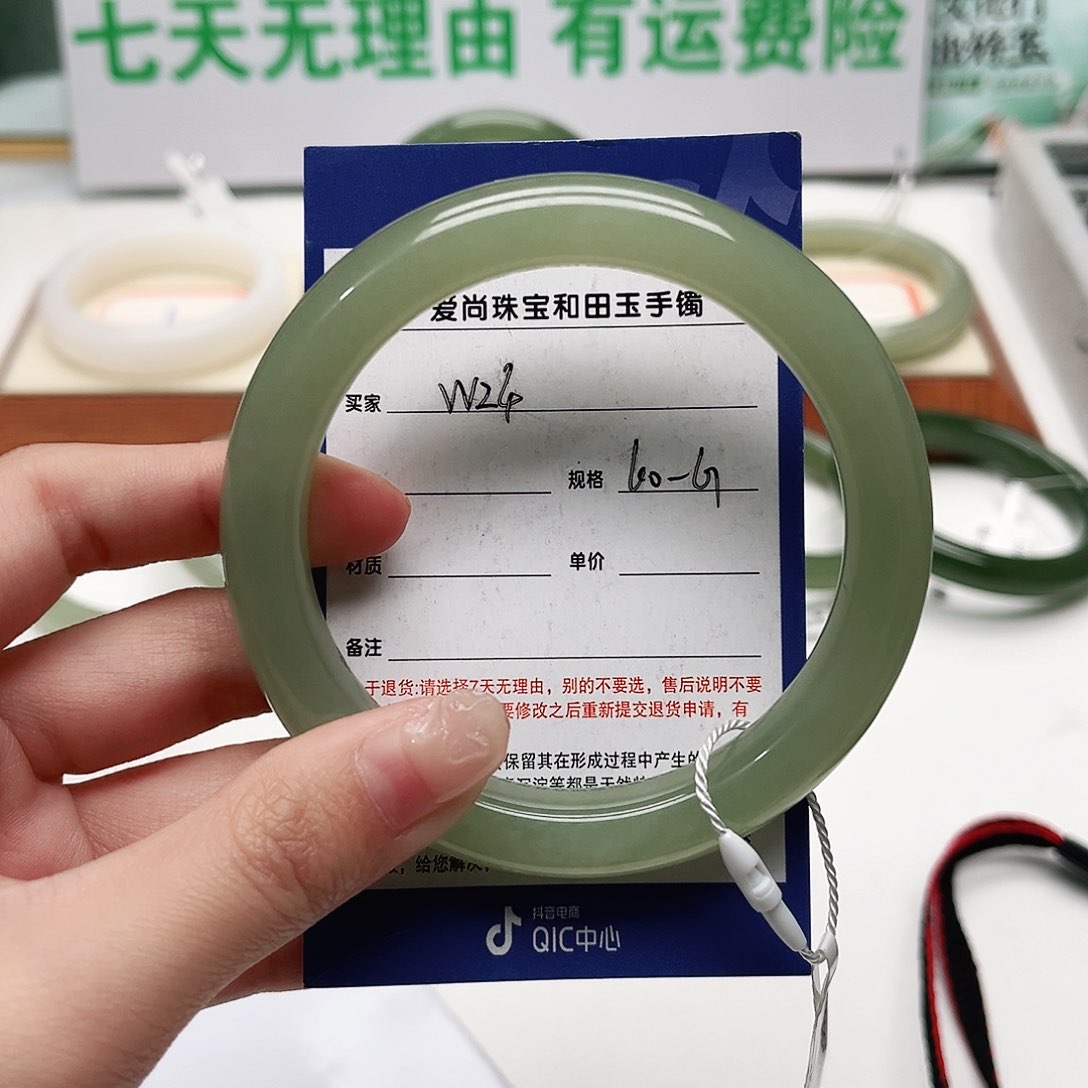 七天无理由 有运费险
爱尚珠宝和田玉手镯
买家 W24
规格 60-61
材质 单价
备注
于退货:请选择7天无理由，别的不要选，售后说明不要
要修改之后重新提交退货申请，有
保留其在形成过程中产生的
，给您解决，
抖音电商
QIC中心